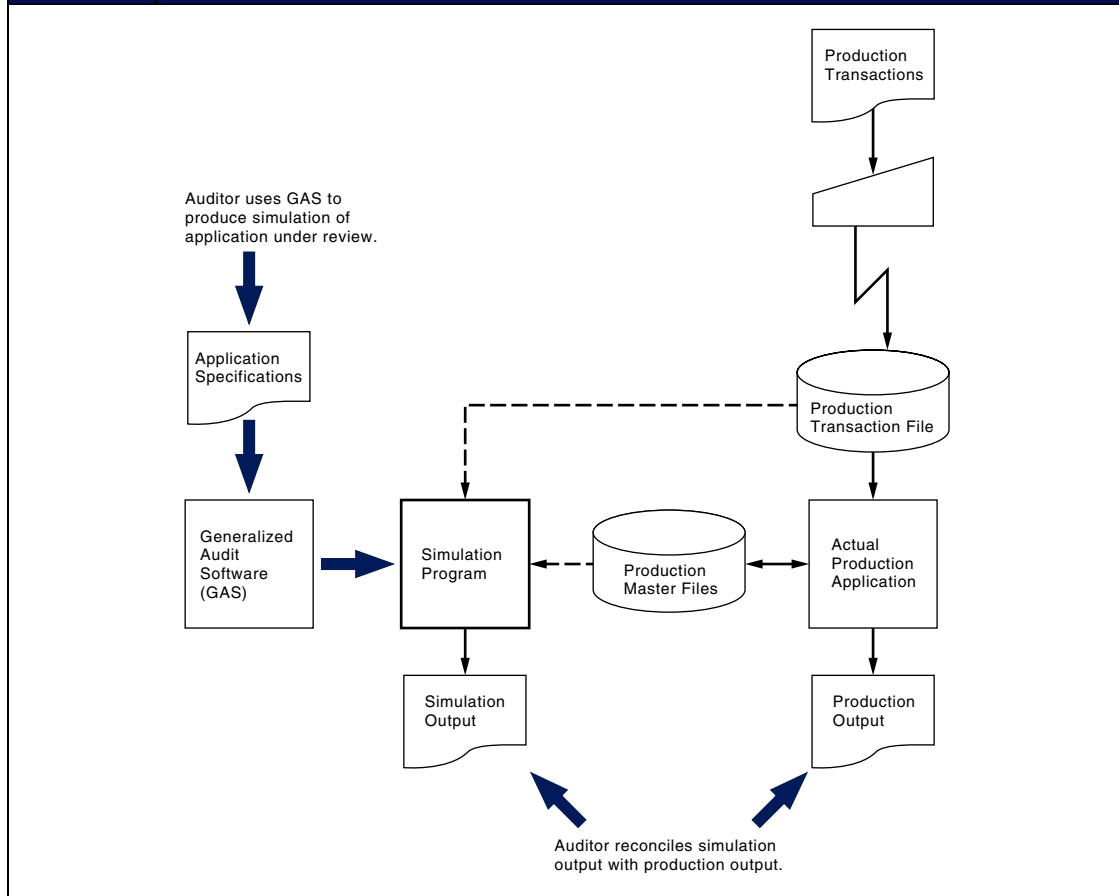 Production
Transactions
Auditor uses GAS to
produce simulation of
application under review.
Application
Specifications
Production
Transaction File
Generalized
Audit
Software
(GAS)
Simulation
Program
Production
Master Files
Actual
Production
Application
Simulation
Output
Production
Output
Auditor reconciles simulation
output with production output.